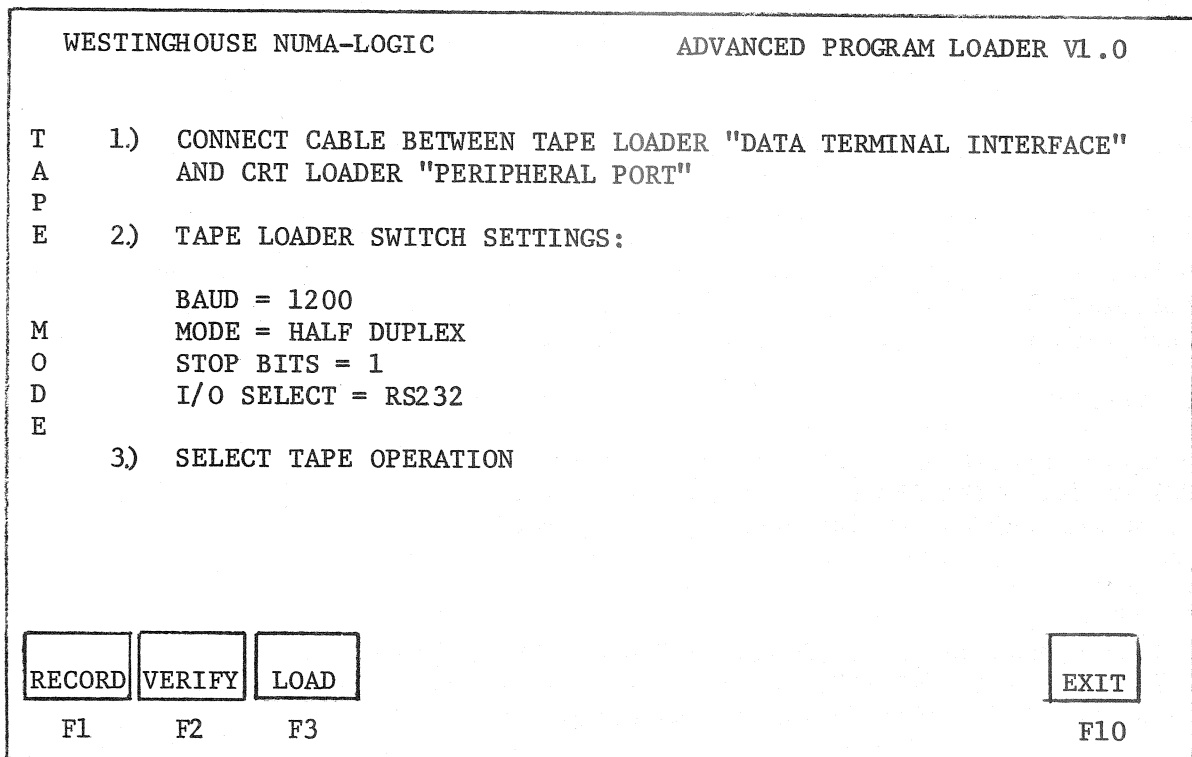 WESTINGHOUSE NUMA-LOGIC ADVANCED PROGRAM LOADER V1.0
T 1.) CONNECT CABLE BETWEEN TAPE LOADER "DATA TERMINAL INTERFACE"
A AND CRT LOADER "PERIPHERAL PORT"
P
E 2.) TAPE LOADER SWITCH SETTINGS:
BAUD = 1200
M MODE = HALF DUPLEX
O STOP BITS = 1
D I/O SELECT = RS232
E
3.) SELECT TAPE OPERATION
RECORD VERIFY LOAD EXIT
F1 F2 F3 F10